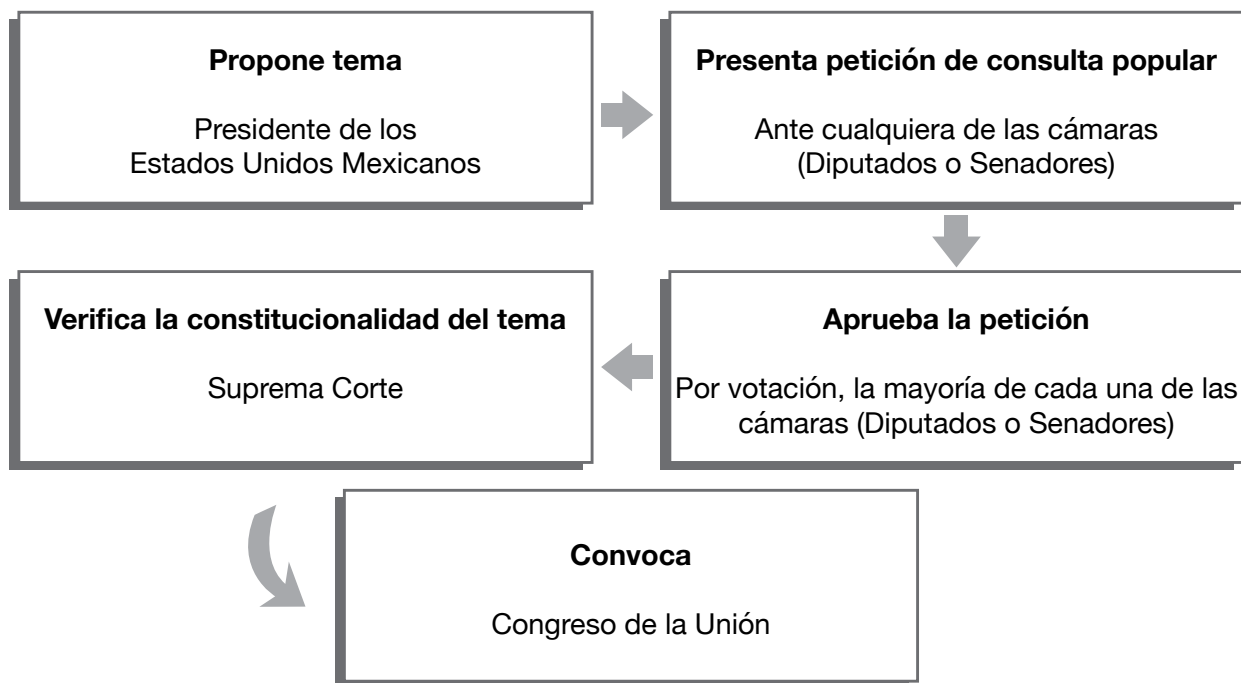 Propone tema
Presidente de los
Estados Unidos Mexicanos
Presenta petición de consulta popular
Ante cualquiera de las cámaras
(Diputados o Senadores)
Aprueba la petición
Por votación, la mayoría de cada una de las
cámaras (Diputados o Senadores)
Verifica la constitucionalidad del tema
Suprema Corte
Convoca
Congreso de la Unión